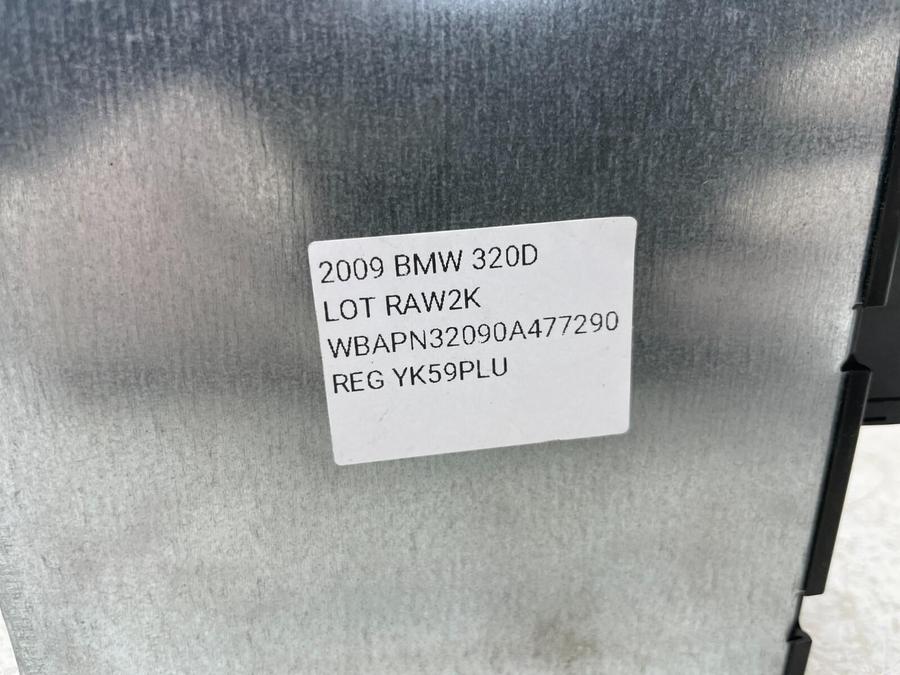 2009 BMW 320D
LOT RAW2K
WBAPN32090A477290
REG YK59PLU